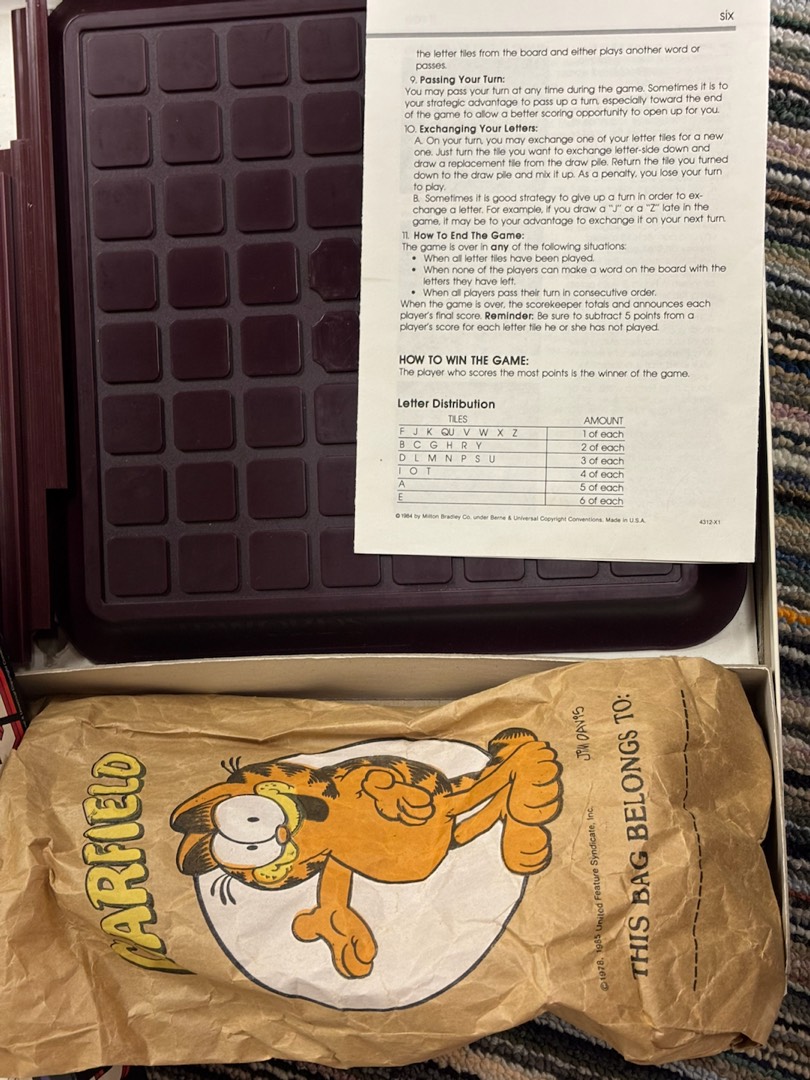 six
the letter tiles from the board and either plays another word or
passes.
9. Passing Your Turn:
You may pass your turn at any time during the game. Sometimes it is to
your strategic advantage to pass up a turn, especially toward the end
of the game to allow a better scoring opportunity to open up for you.
10. Exchanging Your Letters:
A. On your turn, you may exchange one of your letter tiles for a new
one. Just turn the tile you want to exchange letter-side down and
draw a replacement tile from the draw pile. Return the tile you turned
down to the draw pile and mix it up. As a penalty, you lose your turn
to play.
B. Sometimes it is good strategy to give up a turn in order to ex-
change a letter. For example, if you draw a "J" or a "Z" late in the
game, it may be to your advantage to exchange it on your next turn.
11. How To End The Game:
The game is over in any of the following situations:
• When all letter tiles have been played.
• When none of the players can make a word on the board with the
letters they have left.
• When all players pass their turn in consecutive order.
When the game is over, the scorekeeper totals and announces each
player's final score. Reminder: Be sure to subtract 5 points from a
player's score for each letter tile he or she has not played.
HOW TO WIN THE GAME:
The player who scores the most points is the winner of the game.
Letter Distribution
TILES AMOUNT
F J K QU V W X Z 1 of each
B C G H R Y 2 of each
D L M N P S U 3 of each
I O T 4 of each
A 5 of each
E 6 of each
© 1984 by Milton Bradley Co. under Berne & Universal Copyright Conventions. Made in U.S.A. 4312-X1
GARFIELD
JIM DAVIS
© 1978, 1985 United Feature Syndicate, Inc.
THIS BAG BELONGS TO: